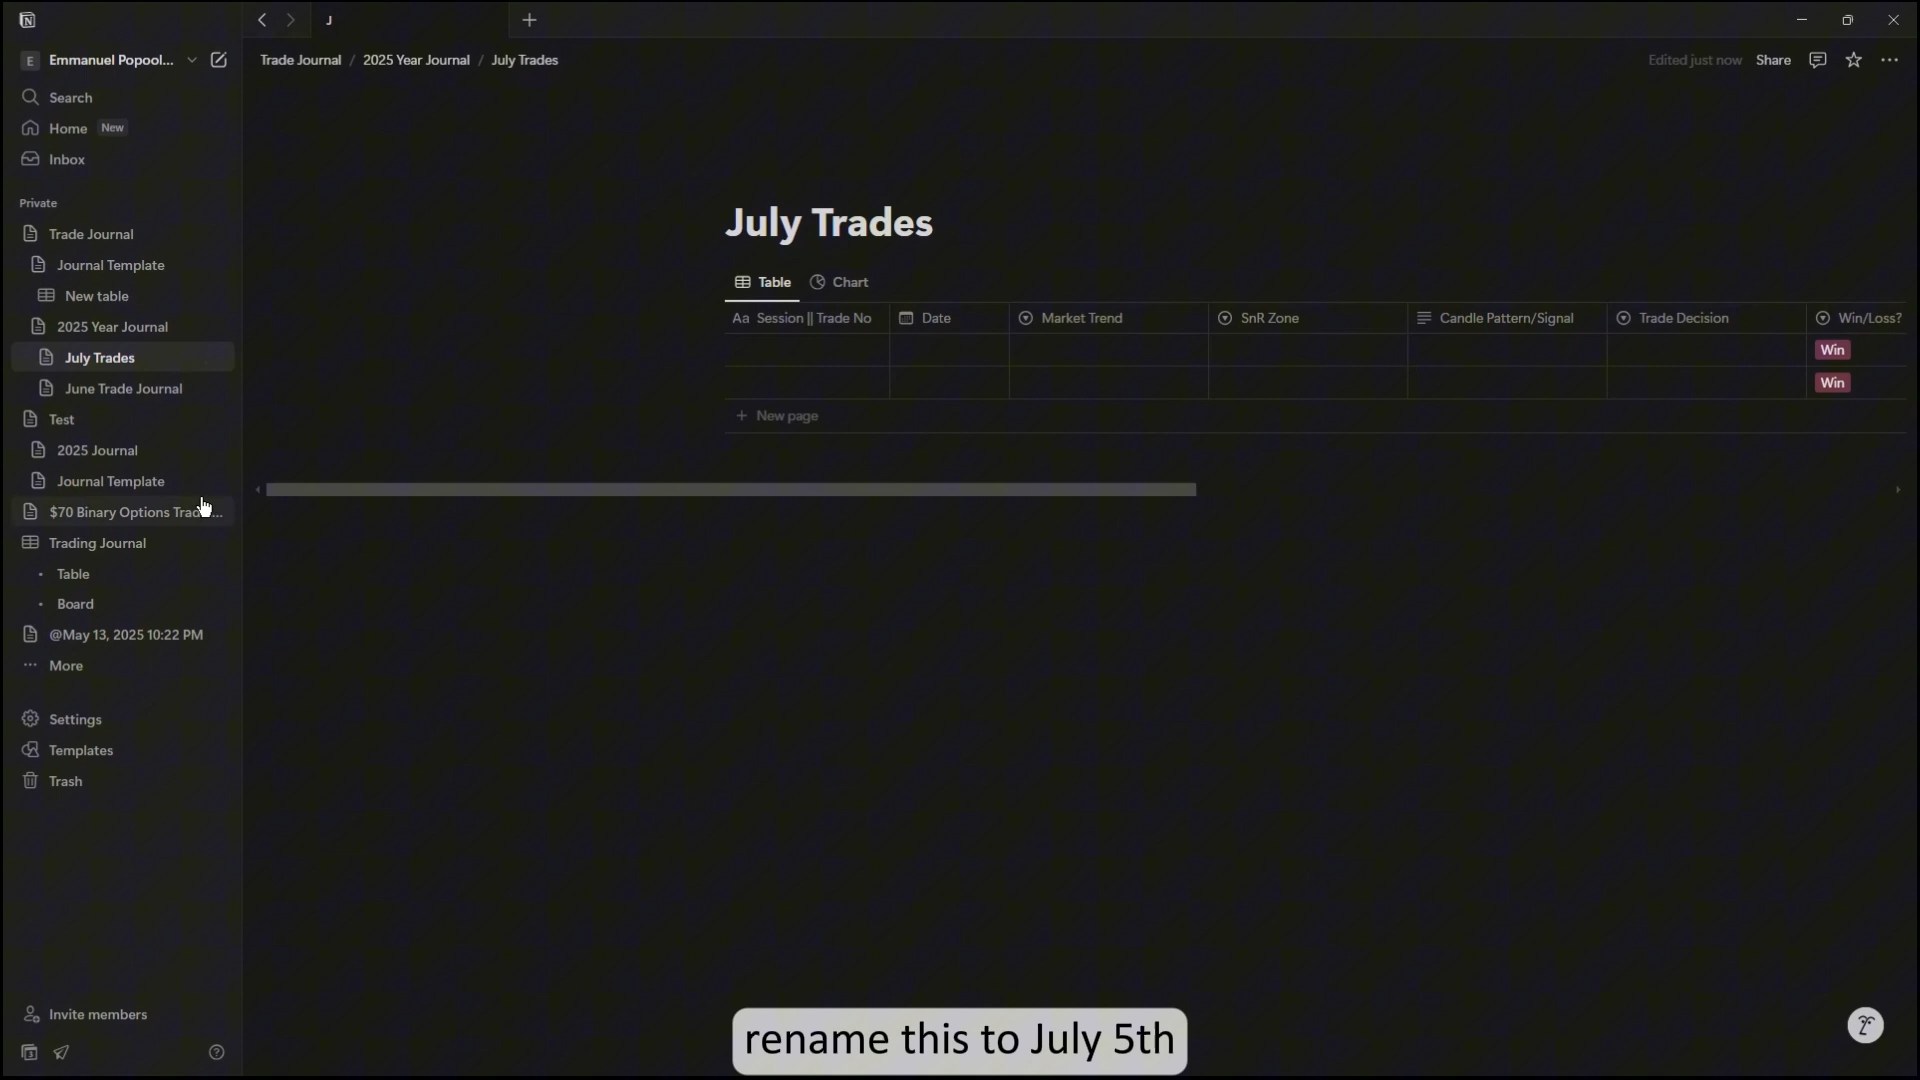 J
E Emmanuel Popool...
Trade Journal / 2025 Year Journal / July Trades
Edited just now Share
Search
Home New
Inbox
Private
Trade Journal
Journal Template
New table
2025 Year Journal
July Trades
June Trade Journal
Test
2025 Journal
Journal Template
$70 Binary Options Trad...
Trading Journal
Table
Board
@May 13, 2025 10:22 PM
More
Settings
Templates
Trash
Invite members
July Trades
Table Chart
Aa Session || Trade No Date Market Trend SnR Zone Candle Pattern/Signal Trade Decision Win/Loss?
Win
Win
New page
rename this to July 5th